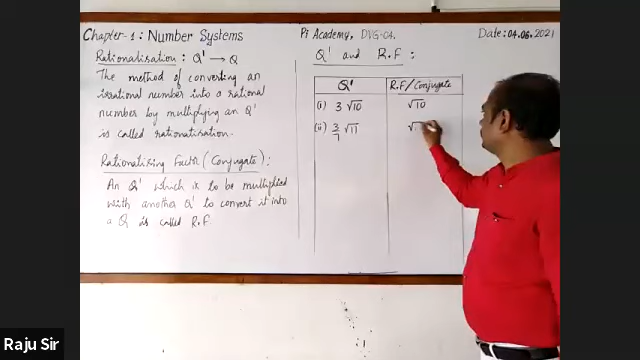 Chapter-1: Number Systems
Pi Academy, DVG-04.
Date: 04.06.2021
Rationalisation: Q' → Q
The method of converting an
irrational number into a rational
number by multiplying an Q'
is called rationalisation.
Rationalising Factor (Conjugate):
An Q' which is to be multiplied
with another Q' to convert it into
a Q is called R.F.
Q' and R.F:
Q' R.F/Conjugate
(i) 3√10 √10
(ii) 3/7 √11
Raju Sir